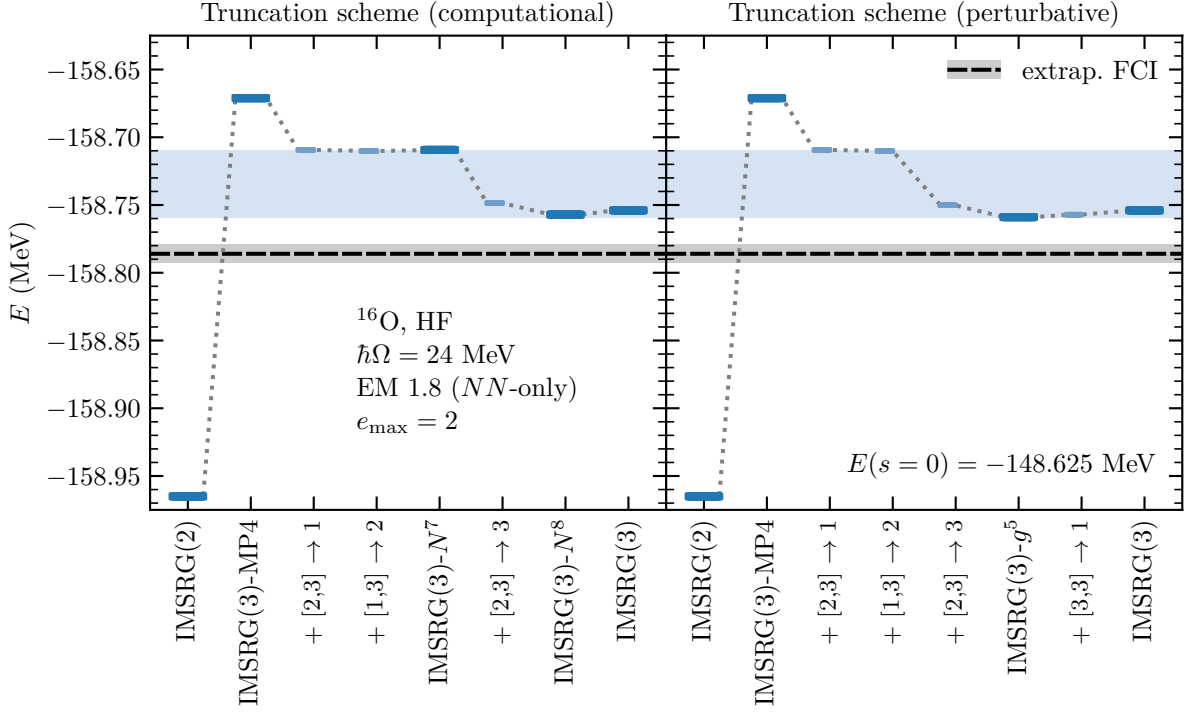 Truncation scheme (computational)
Truncation scheme (perturbative)
E (MeV)
−158.65
−158.70
−158.75
−158.80
−158.85
−158.90
−158.95
extrap. FCI
¹⁶O, HF
ℏΩ = 24 MeV
EM 1.8 (NN-only)
e_max = 2
E(s = 0) = −148.625 MeV
IMSRG(2)
IMSRG(3)-MP4
+ [2,3] → 1
+ [1,3] → 2
IMSRG(3)-N⁷
+ [2,3] → 3
IMSRG(3)-N⁸
IMSRG(3)
IMSRG(2)
IMSRG(3)-MP4
+ [2,3] → 1
+ [1,3] → 2
+ [2,3] → 3
IMSRG(3)-g⁵
+ [3,3] → 1
IMSRG(3)